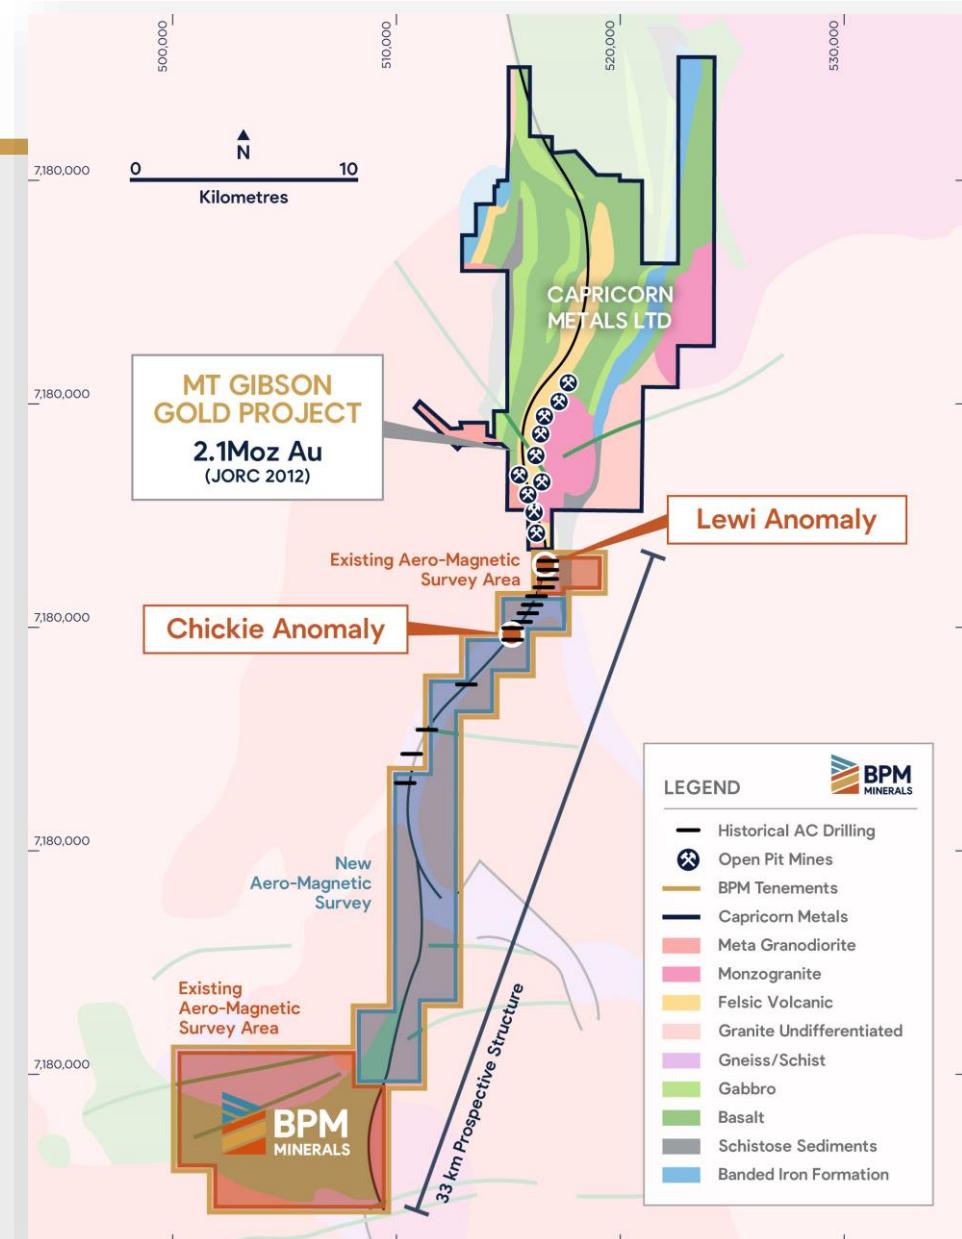 500,000
510,000
520,000
530,000
7,180,000
N
0 10
Kilometres
CAPRICORN
METALS LTD
MT GIBSON
GOLD PROJECT
2.1Moz Au
(JORC 2012)
7,180,000
Lewi Anomaly
Existing Aero-Magnetic
Survey Area
7,180,000
Chickie Anomaly
7,180,000
New
Aero-Magnetic
Survey
33 km Prospective Structure
Existing
Aero-Magnetic
Survey Area
7,180,000
BPM
MINERALS
LEGEND
BPM
MINERALS
Historical AC Drilling
Open Pit Mines
BPM Tenements
Capricorn Metals
Meta Granodiorite
Monzogranite
Felsic Volcanic
Granite Undifferentiated
Gneiss/Schist
Gabbro
Basalt
Schistose Sediments
Banded Iron Formation